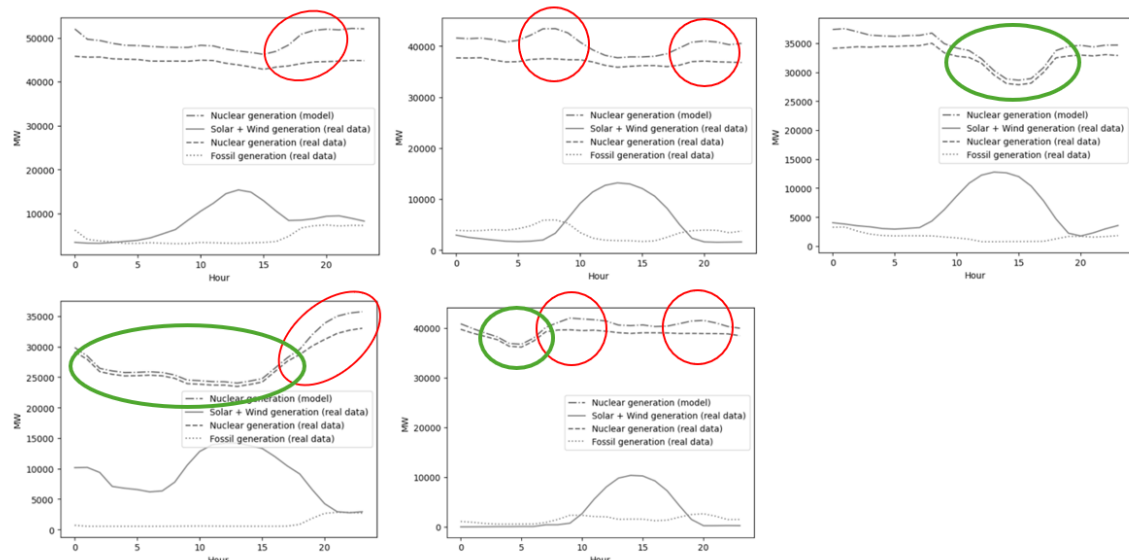 50000
40000
30000
20000
10000
MW
Nuclear generation (model)
Solar + Wind generation (real data)
Nuclear generation (real data)
Fossil generation (real data)
0 5 10 15 20
Hour
40000
30000
20000
10000
0
MW
Nuclear generation (model)
Solar + Wind generation (real data)
Nuclear generation (real data)
Fossil generation (real data)
0 5 10 15 20
Hour
35000
30000
25000
20000
15000
10000
5000
0
MW
Nuclear generation (model)
Solar + Wind generation (real data)
Nuclear generation (real data)
Fossil generation (real data)
0 5 10 15 20
Hour
35000
30000
25000
20000
15000
10000
5000
0
MW
Nuclear generation (model)
Solar + Wind generation (real data)
Nuclear generation (real data)
Fossil generation (real data)
0 5 10 15 20
Hour
40000
30000
20000
10000
0
MW
Nuclear generation (model)
Solar + Wind generation (real data)
Nuclear generation (real data)
Fossil generation (real data)
0 5 10 15 20
Hour